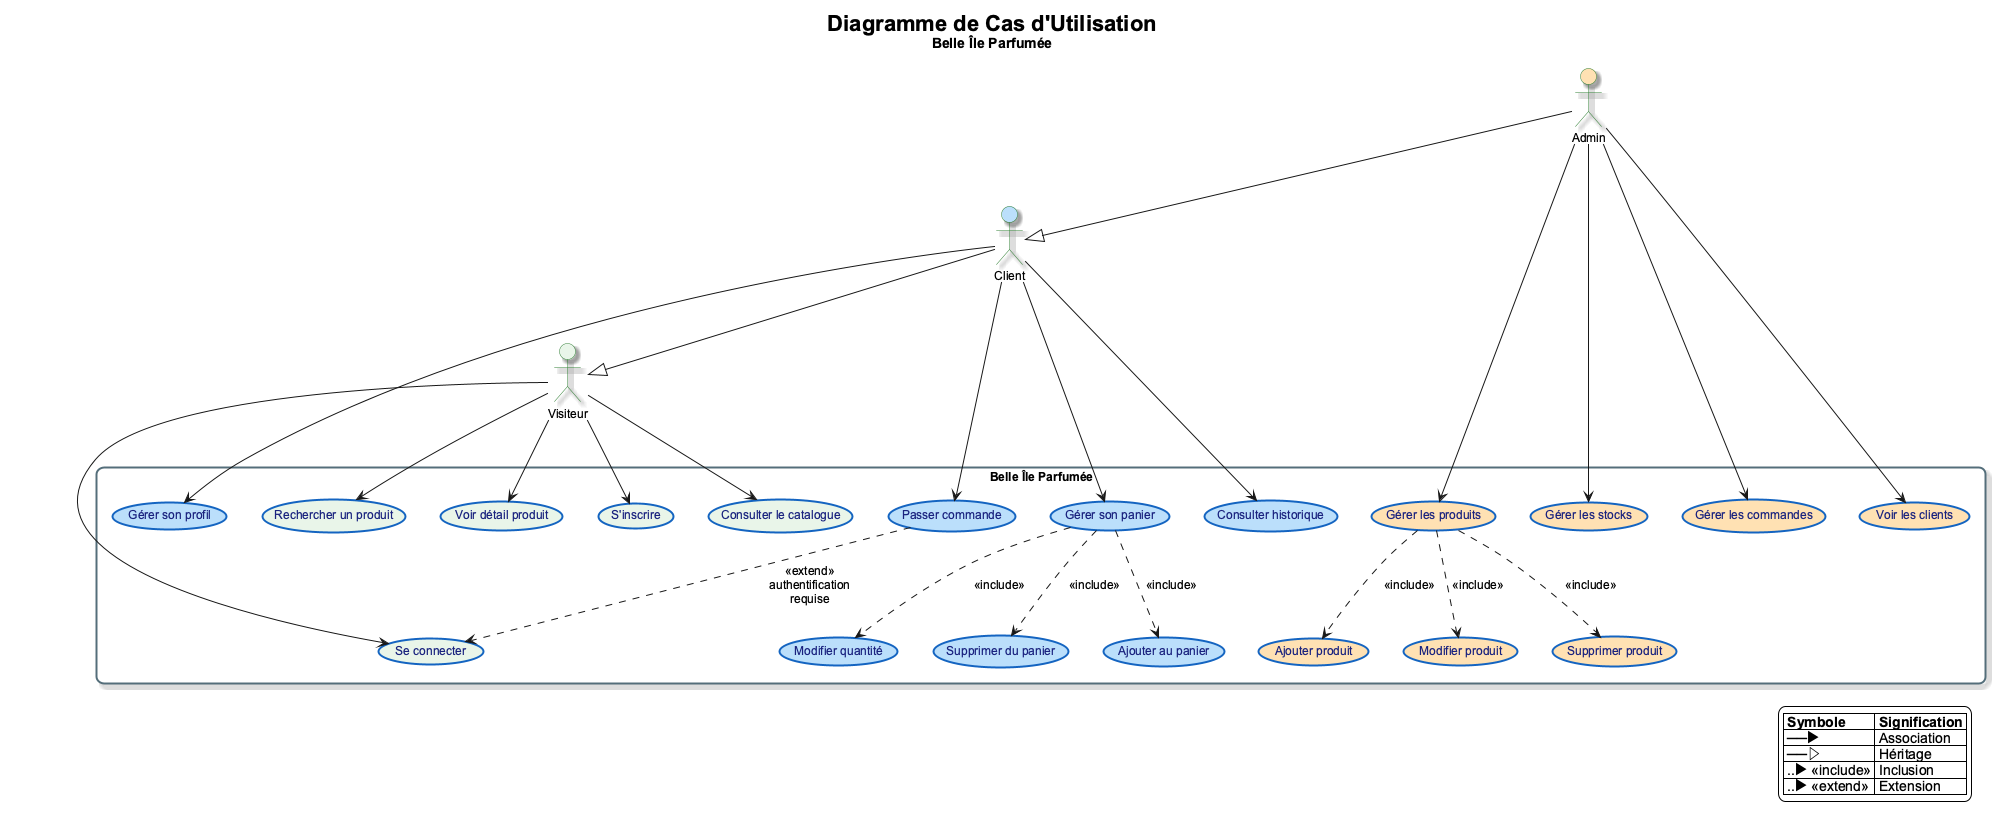 Diagramme de Cas d'Utilisation
Belle Île Parfumée
Admin
Client
Visiteur
Belle Île Parfumée
Gérer son profil
Rechercher un produit
Voir détail produit
S'inscrire
Consulter le catalogue
Passer commande
Gérer son panier
Consulter historique
Gérer les produits
Gérer les stocks
Gérer les commandes
Voir les clients
«extend»
authentification
requise
«include»
«include»
«include»
«include»
«include»
«include»
Se connecter
Modifier quantité
Supprimer du panier
Ajouter au panier
Ajouter produit
Modifier produit
Supprimer produit
Symbole Signification
Association
Héritage
..▶ «include» Inclusion
..▶ «extend» Extension